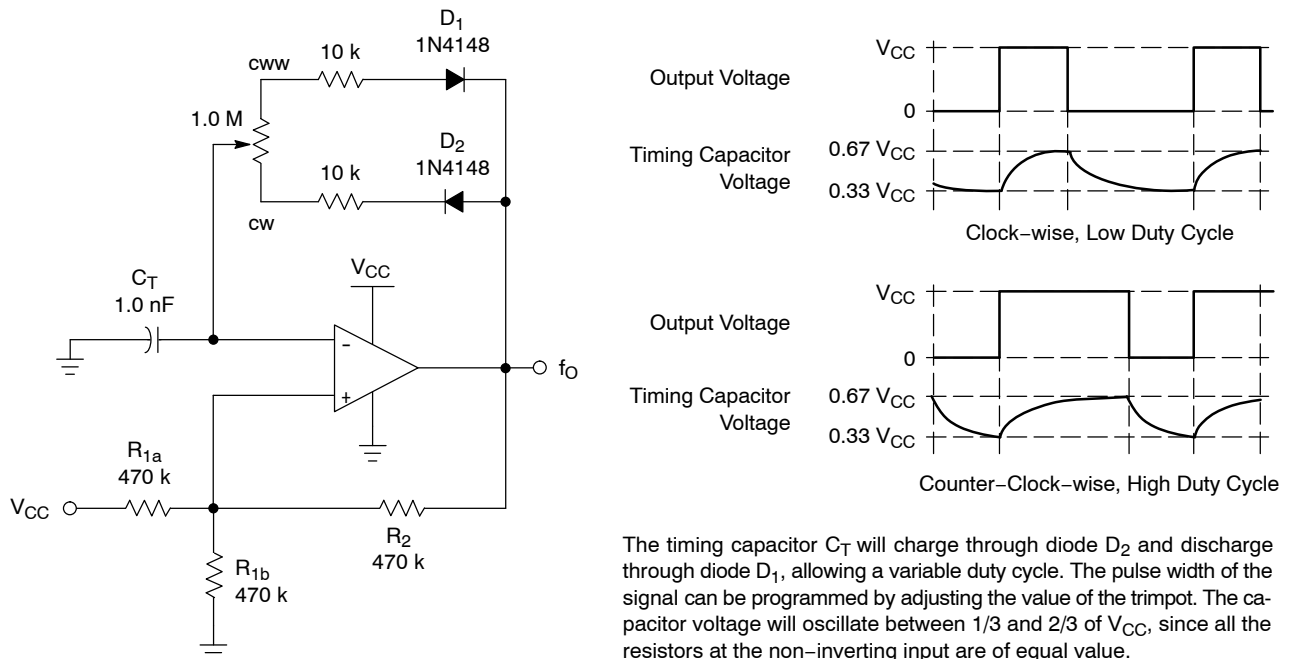 D1
1N4148
10 k
cww
1.0 M
D2
1N4148
10 k
cw
CT
1.0 nF
VCC
-
+
fO
R1a
470 k
VCC
R2
470 k
R1b
470 k
Output Voltage
VCC
0
Timing Capacitor
Voltage
0.67 VCC
0.33 VCC
Clock−wise, Low Duty Cycle
Output Voltage
VCC
0
Timing Capacitor
Voltage
0.67 VCC
0.33 VCC
Counter−Clock−wise, High Duty Cycle
The timing capacitor CT will charge through diode D2 and discharge
through diode D1, allowing a variable duty cycle. The pulse width of the
signal can be programmed by adjusting the value of the trimpot. The ca-
pacitor voltage will oscillate between 1/3 and 2/3 of VCC, since all the
resistors at the non−inverting input are of equal value.